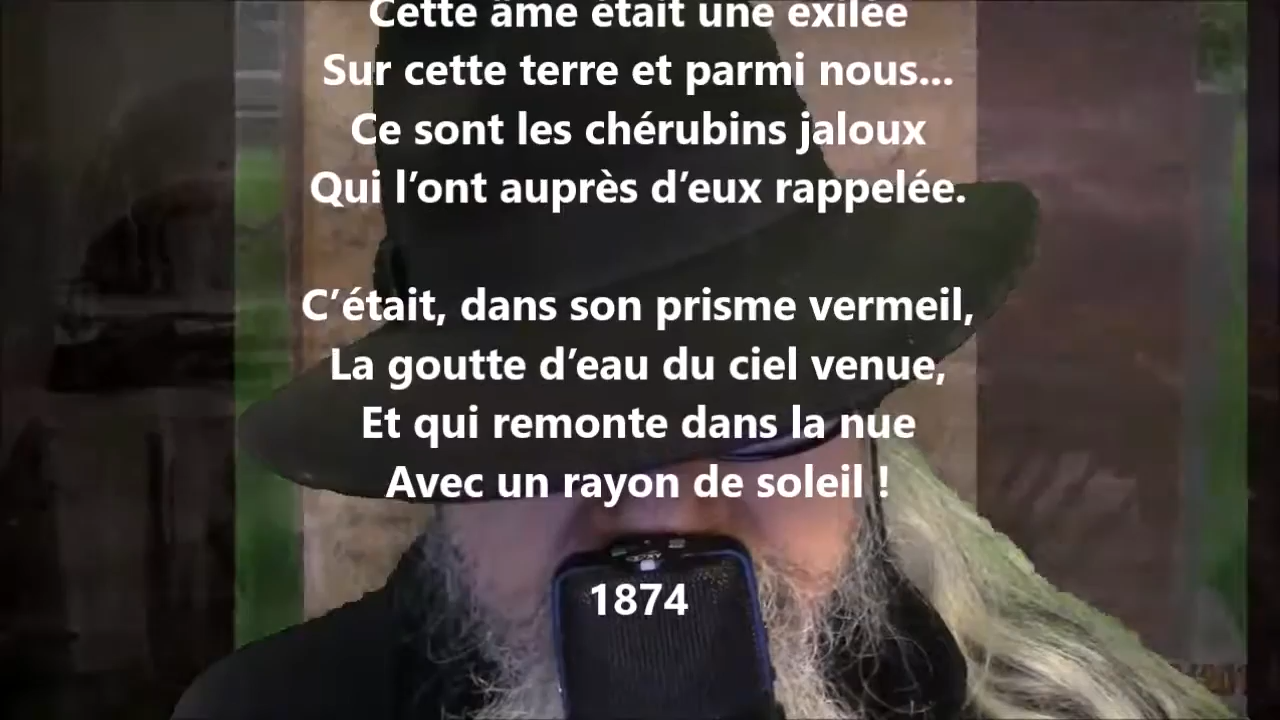 Cette âme était une exilée
Sur cette terre et parmi nous...
Ce sont les chérubins jaloux
Qui l’ont auprès d’eux rappelée.
C’était, dans son prisme vermeil,
La goutte d’eau du ciel venue,
Et qui remonte dans la nue
Avec un rayon de soleil !
1874